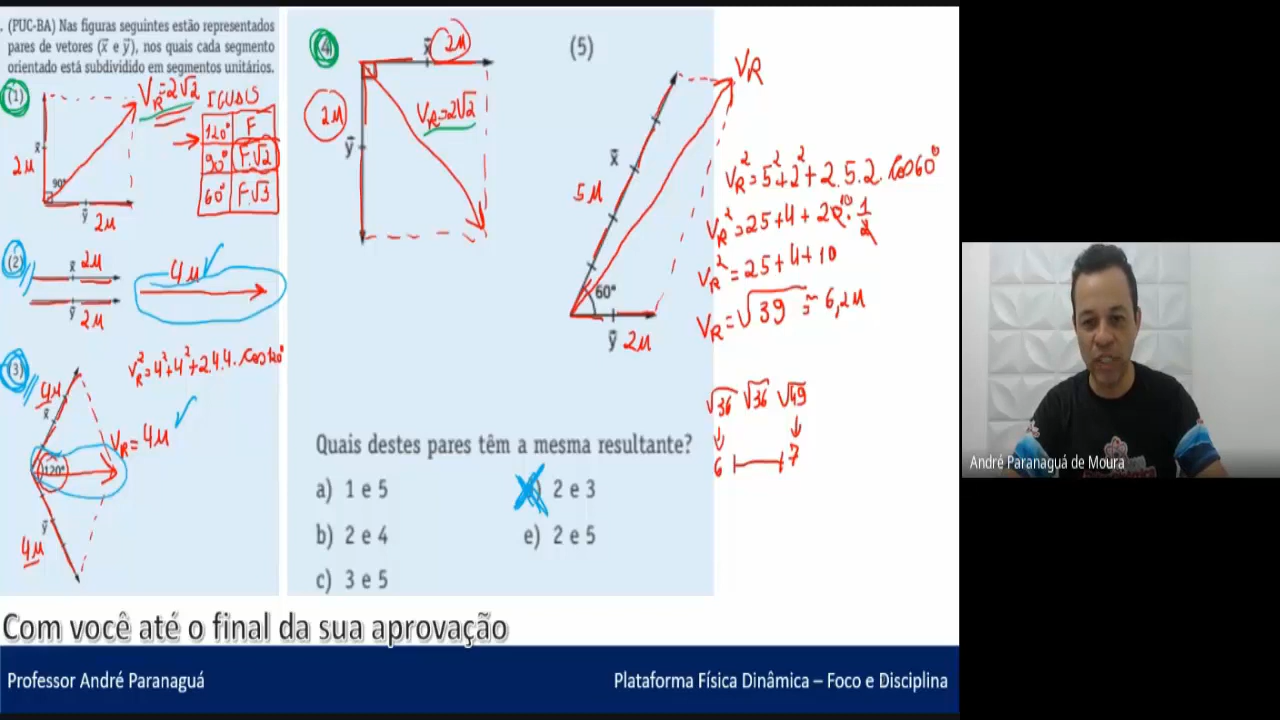 . (PUC-BA) Nas figuras seguintes estão representados
pares de vetores (x⃗ e y⃗), nos quais cada segmento
orientado está subdividido em segmentos unitários.
(1)
V_R=2√2
x⃗
2u
90°
y⃗
2u
IGUAIS
120° F
90° F.√2
60° F.√3
(2)
x⃗ 2u
y⃗ 2u
4u
(3)
4u
x⃗
120°
y⃗
4u
V_R²=4²+4²+2.4.4.cos120°
V_R=4u
(4)
x⃗ 2u
2u
y⃗
V_R=2√2
(5)
V_R
x⃗
5u
60°
y⃗ 2u
V_R²=5²+2²+2.5.2.cos60°
V_R²=25+4+20.1/2
10
V_R²=25+4+10
V_R=√39≅6,2u
√36 √36 √49
6 7
Quais destes pares têm a mesma resultante?
a) 1 e 5
b) 2 e 4
c) 3 e 5
) 2 e 3
e) 2 e 5
Com você até o final da sua aprovação
Professor André Paranaguá
Plataforma Física Dinâmica – Foco e Disciplina
André Paranaguá de Moura